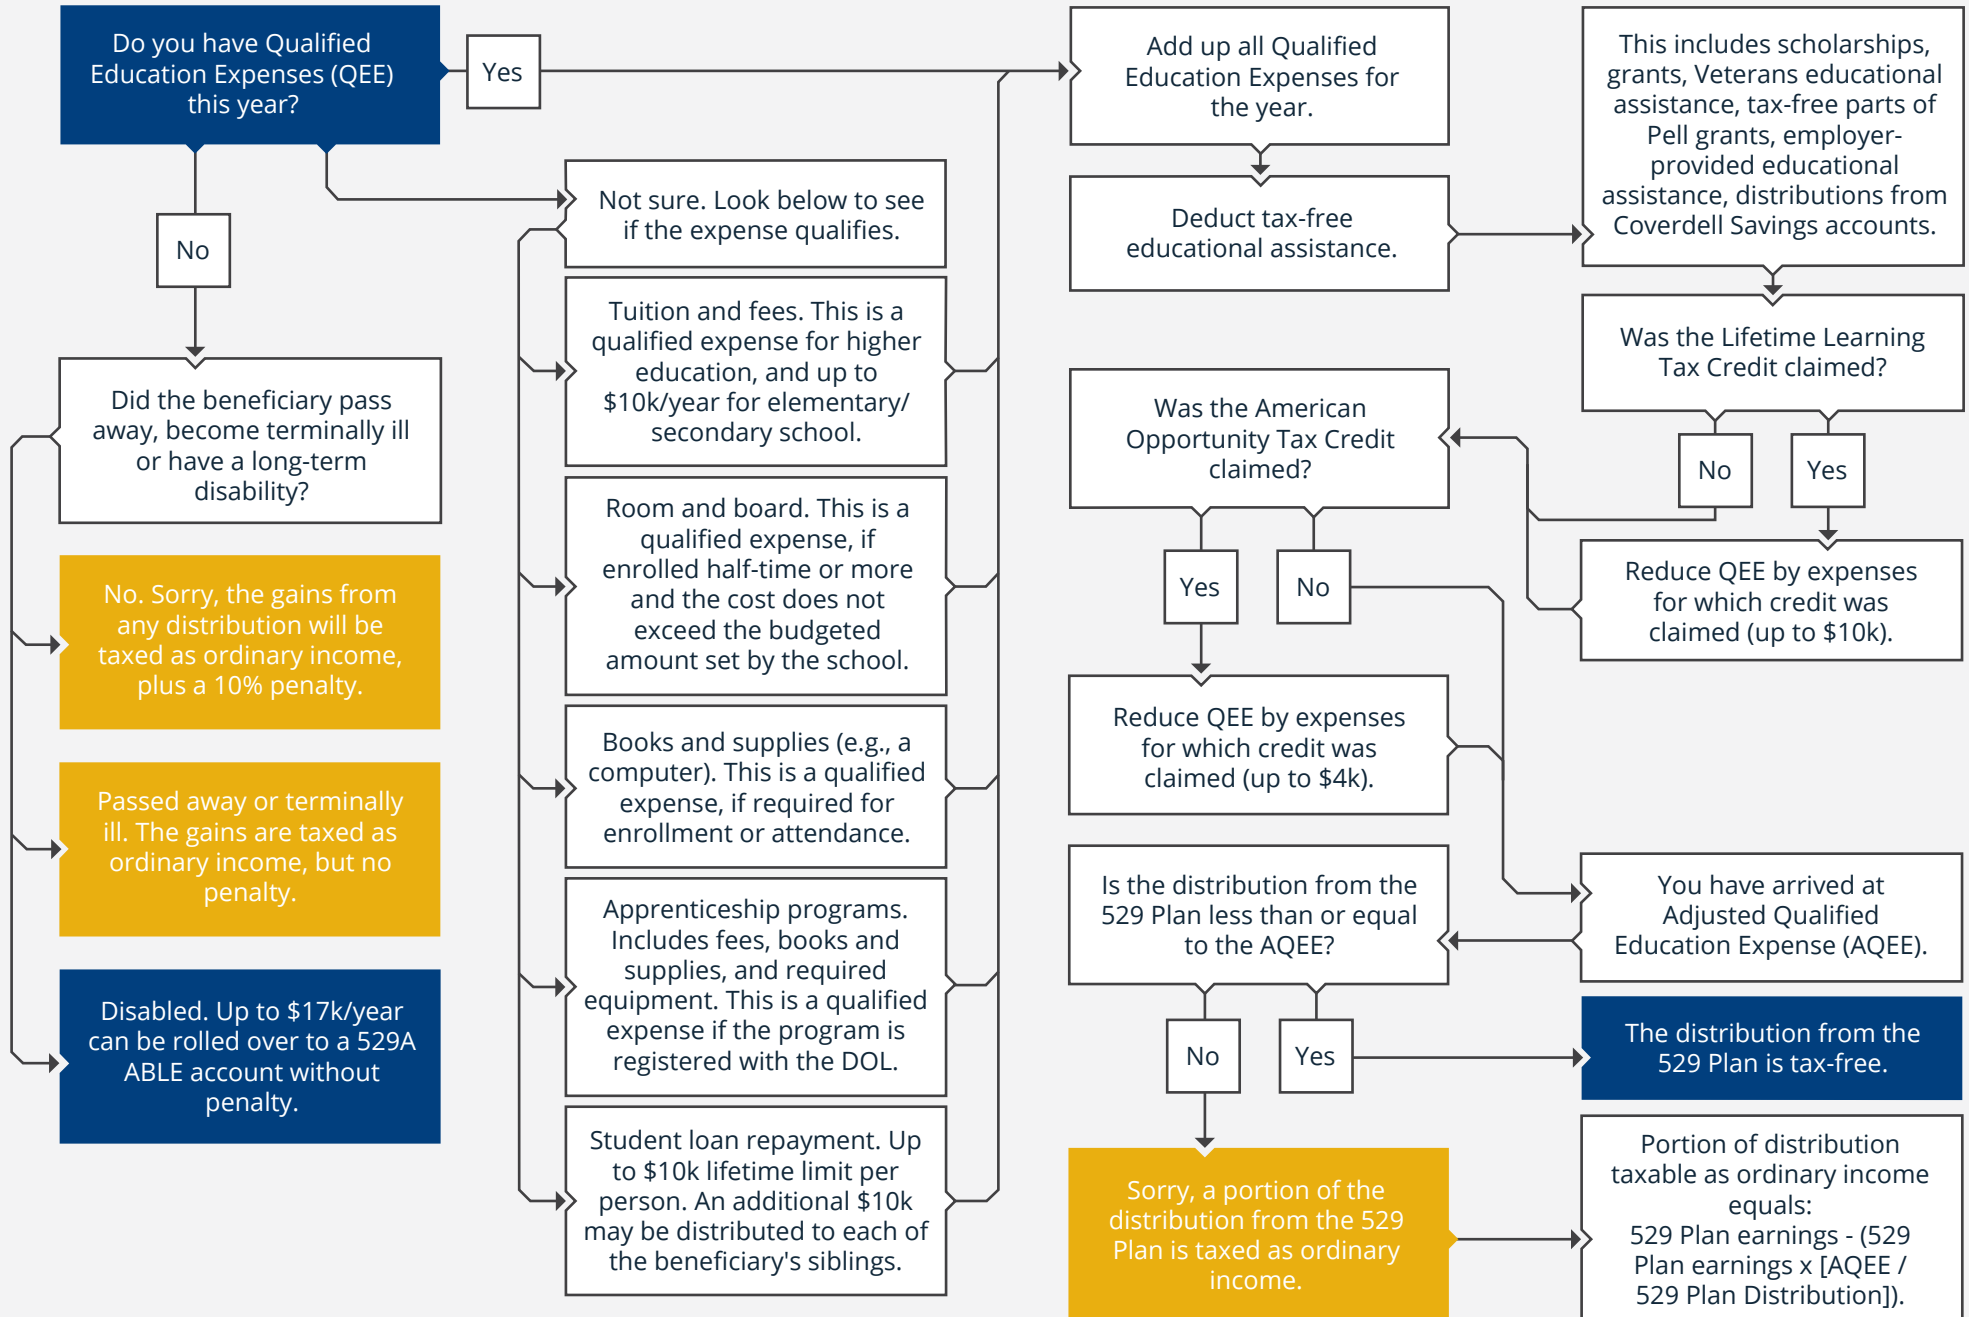 Do you have Qualified
Education Expenses (QEE)
this year?
Yes
No
Did the beneficiary pass
away, become terminally ill
or have a long-term
disability?
No. Sorry, the gains from
any distribution will be
taxed as ordinary income,
plus a 10% penalty.
Passed away or terminally
ill. The gains are taxed as
ordinary income, but no
penalty.
Disabled. Up to $17k/year
can be rolled over to a 529A
ABLE account without
penalty.
Not sure. Look below to see
if the expense qualifies.
Tuition and fees. This is a
qualified expense for higher
education, and up to
$10k/year for elementary/
secondary school.
Room and board. This is a
qualified expense, if
enrolled half-time or more
and the cost does not
exceed the budgeted
amount set by the school.
Books and supplies (e.g., a
computer). This is a qualified
expense, if required for
enrollment or attendance.
Apprenticeship programs.
Includes fees, books and
supplies, and required
equipment. This is a qualified
expense if the program is
registered with the DOL.
Student loan repayment. Up
to $10k lifetime limit per
person. An additional $10k
may be distributed to each of
the beneficiary's siblings.
Add up all Qualified
Education Expenses for
the year.
Deduct tax-free
educational assistance.
This includes scholarships,
grants, Veterans educational
assistance, tax-free parts of
Pell grants, employer-
provided educational
assistance, distributions from
Coverdell Savings accounts.
Was the Lifetime Learning
Tax Credit claimed?
No
Yes
Reduce QEE by expenses
for which credit was
claimed (up to $10k).
Was the American
Opportunity Tax Credit
claimed?
Yes
No
Reduce QEE by expenses
for which credit was
claimed (up to $4k).
You have arrived at
Adjusted Qualified
Education Expense (AQEE).
Is the distribution from the
529 Plan less than or equal
to the AQEE?
No
Yes
The distribution from the
529 Plan is tax-free.
Sorry, a portion of the
distribution from the 529
Plan is taxed as ordinary
income.
Portion of distribution
taxable as ordinary income
equals:
529 Plan earnings - (529
Plan earnings x [AQEE /
529 Plan Distribution]).